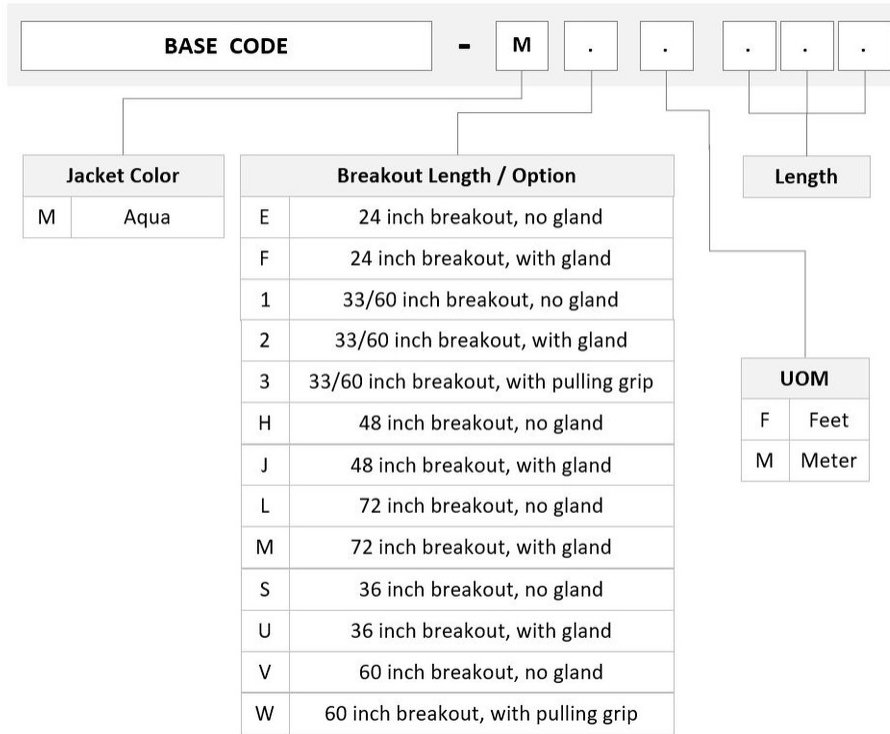 BASE CODE - M . . . . .
Jacket Color
M Aqua
Breakout Length / Option
E 24 inch breakout, no gland
F 24 inch breakout, with gland
1 33/60 inch breakout, no gland
2 33/60 inch breakout, with gland
3 33/60 inch breakout, with pulling grip
H 48 inch breakout, no gland
J 48 inch breakout, with gland
L 72 inch breakout, no gland
M 72 inch breakout, with gland
S 36 inch breakout, no gland
U 36 inch breakout, with gland
V 60 inch breakout, no gland
W 60 inch breakout, with pulling grip
Length
UOM
F Feet
M Meter